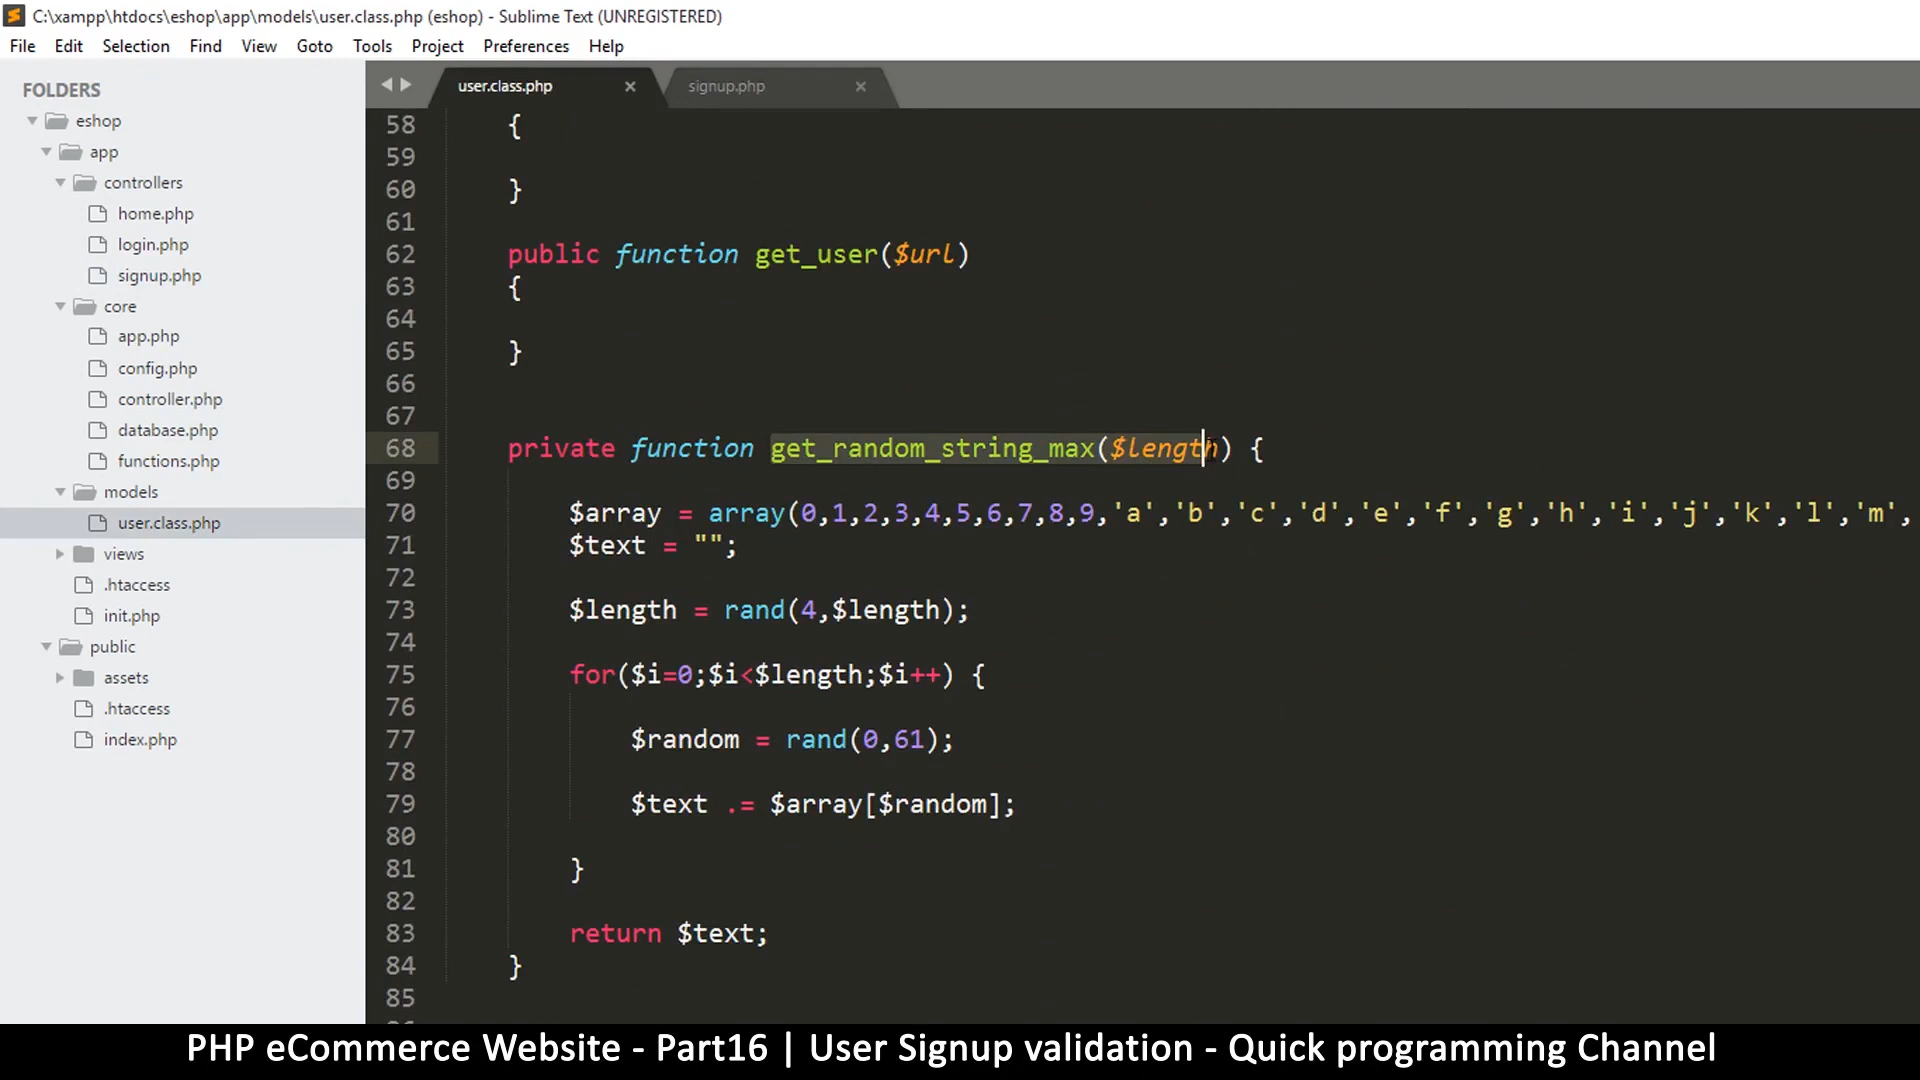 C:\xampp\htdocs\eshop\app\models\user.class.php (eshop) - Sublime Text (UNREGISTERED)
File Edit Selection Find View Goto Tools Project Preferences Help
FOLDERS
eshop
app
controllers
home.php
login.php
signup.php
core
app.php
config.php
controller.php
database.php
functions.php
models
user.class.php
views
.htaccess
init.php
public
assets
.htaccess
index.php
user.class.php signup.php
58 {
59
60 }
61
62 public function get_user($url)
63 {
64
65 }
66
67
68 private function get_random_string_max($length) {
69
70 $array = array(0,1,2,3,4,5,6,7,8,9,'a','b','c','d','e','f','g','h','i','j','k','l','m',
71 $text = "";
72
73 $length = rand(4,$length);
74
75 for($i=0;$i<$length;$i++) {
76
77 $random = rand(0,61);
78
79 $text .= $array[$random];
80
81 }
82
83 return $text;
84 }
85
PHP eCommerce Website - Part16 | User Signup validation - Quick programming Channel